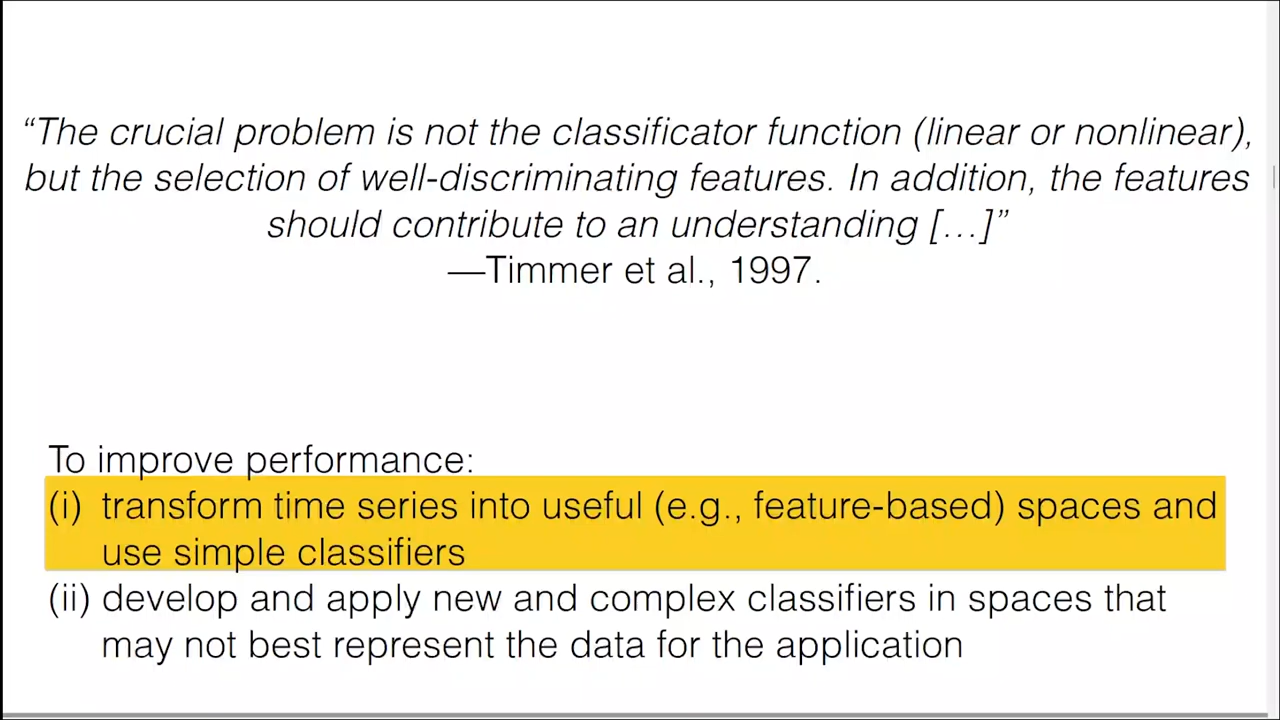 “The crucial problem is not the classificator function (linear or nonlinear),
but the selection of well-discriminating features. In addition, the features
should contribute to an understanding […]”
—Timmer et al., 1997.
To improve performance:
(i) transform time series into useful (e.g., feature-based) spaces and
use simple classifiers
(ii) develop and apply new and complex classifiers in spaces that
may not best represent the data for the application